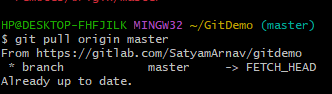 HP@DESKTOP-FHFJILK MINGW32 ~/GitDemo (master)
$ git pull origin master
From https://gitlab.com/SatyamArnav/gitdemo
 * branch            master     -> FETCH_HEAD
Already up to date.